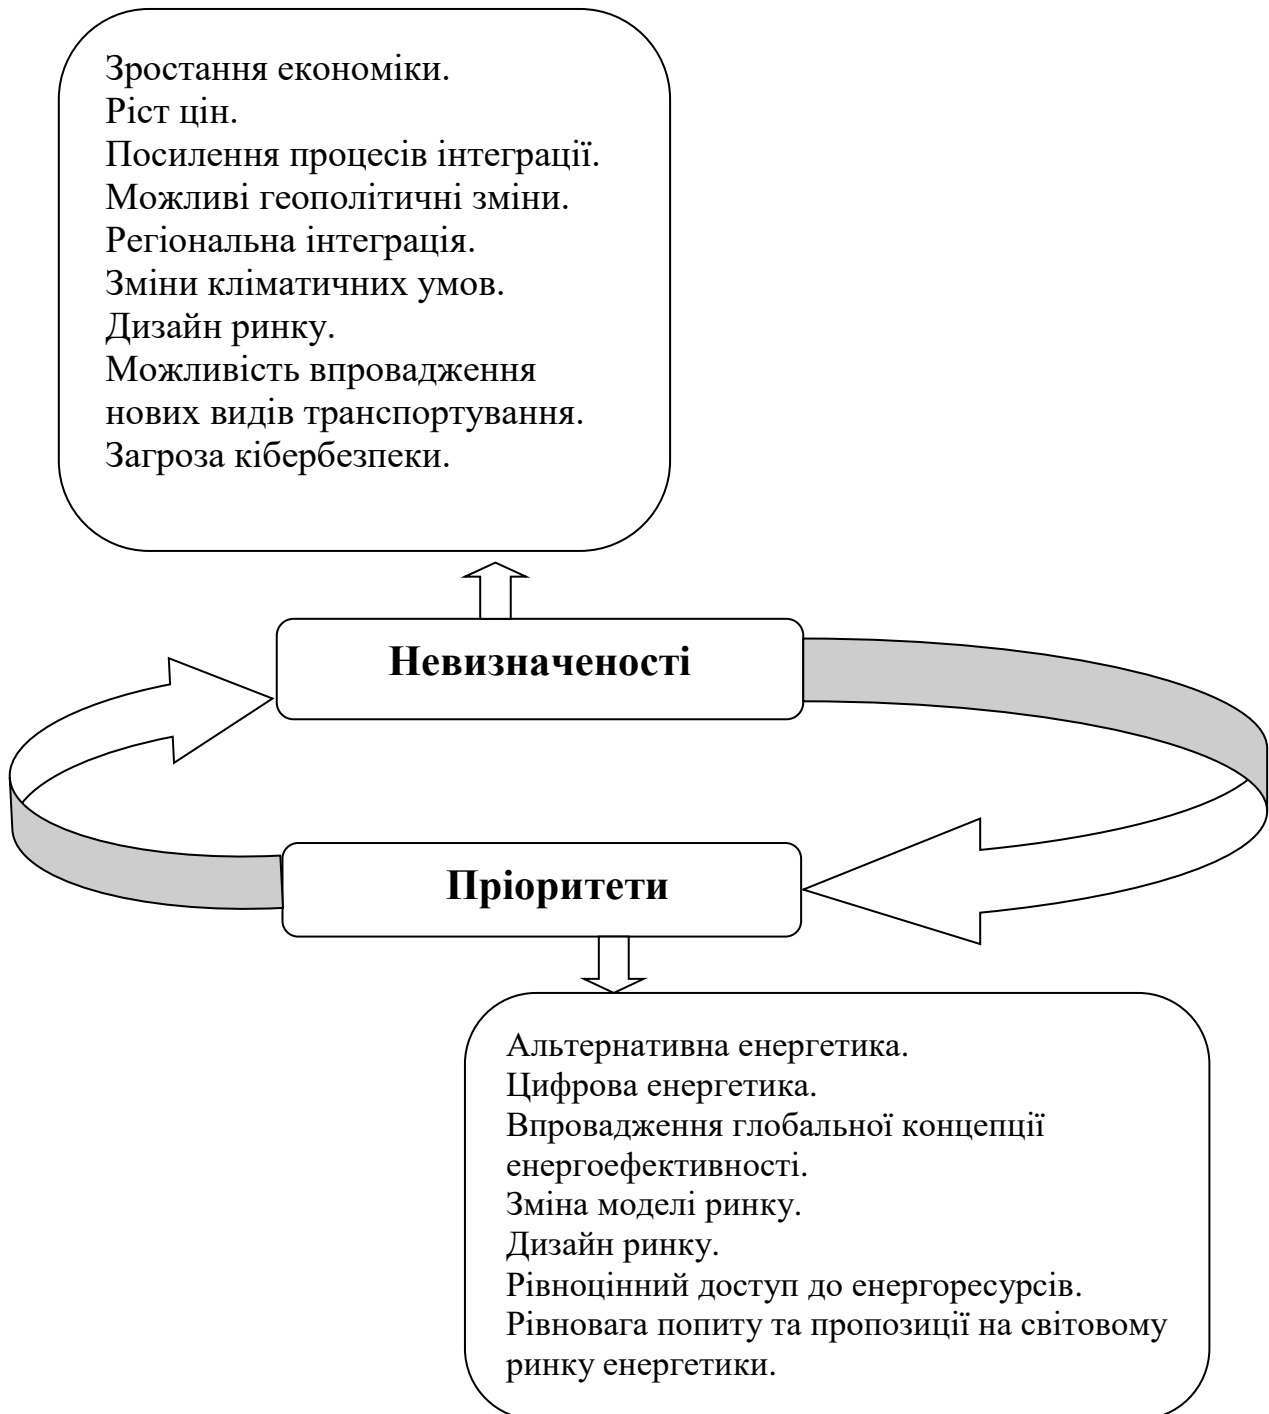 Зростання економіки.
Ріст цін.
Посилення процесів інтеграції.
Можливі геополітичні зміни.
Регіональна інтеграція.
Зміни кліматичних умов.
Дизайн ринку.
Можливість впровадження
нових видів транспортування.
Загроза кібербезпеки.
Невизначеності
Пріоритети
Альтернативна енергетика.
Цифрова енергетика.
Впровадження глобальної концепції
енергоефективності.
Зміна моделі ринку.
Дизайн ринку.
Рівноцінний доступ до енергоресурсів.
Рівновага попиту та пропозиції на світовому
ринку енергетики.